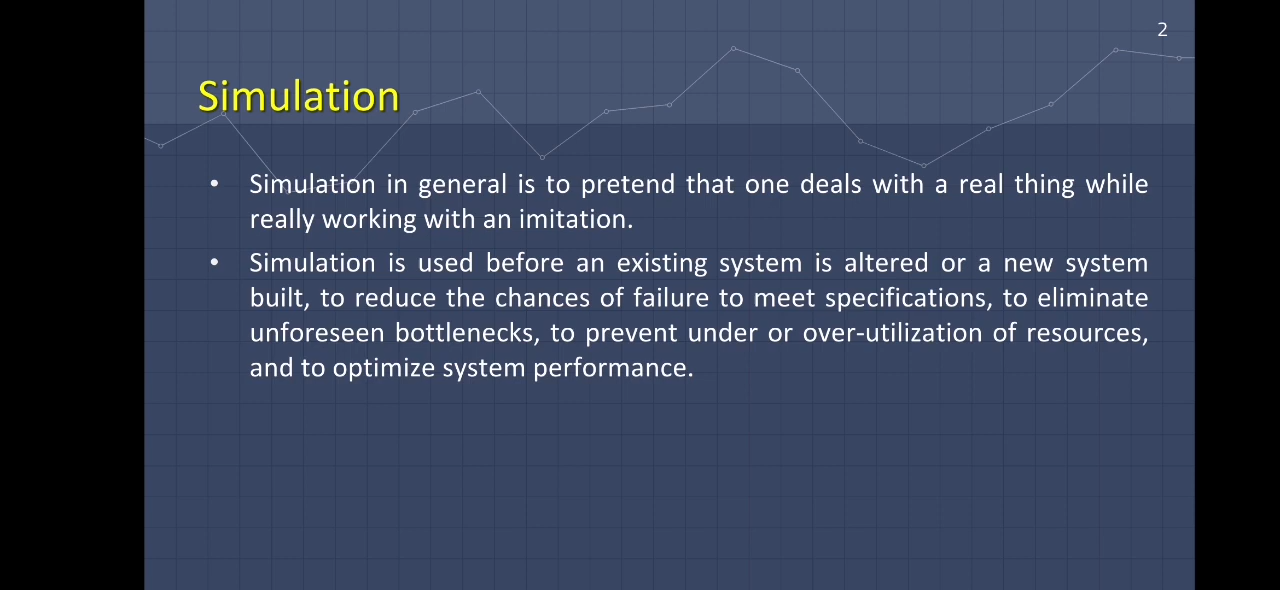 2
Simulation
• Simulation in general is to pretend that one deals with a real thing while
really working with an imitation.
• Simulation is used before an existing system is altered or a new system
built, to reduce the chances of failure to meet specifications, to eliminate
unforeseen bottlenecks, to prevent under or over-utilization of resources,
and to optimize system performance.